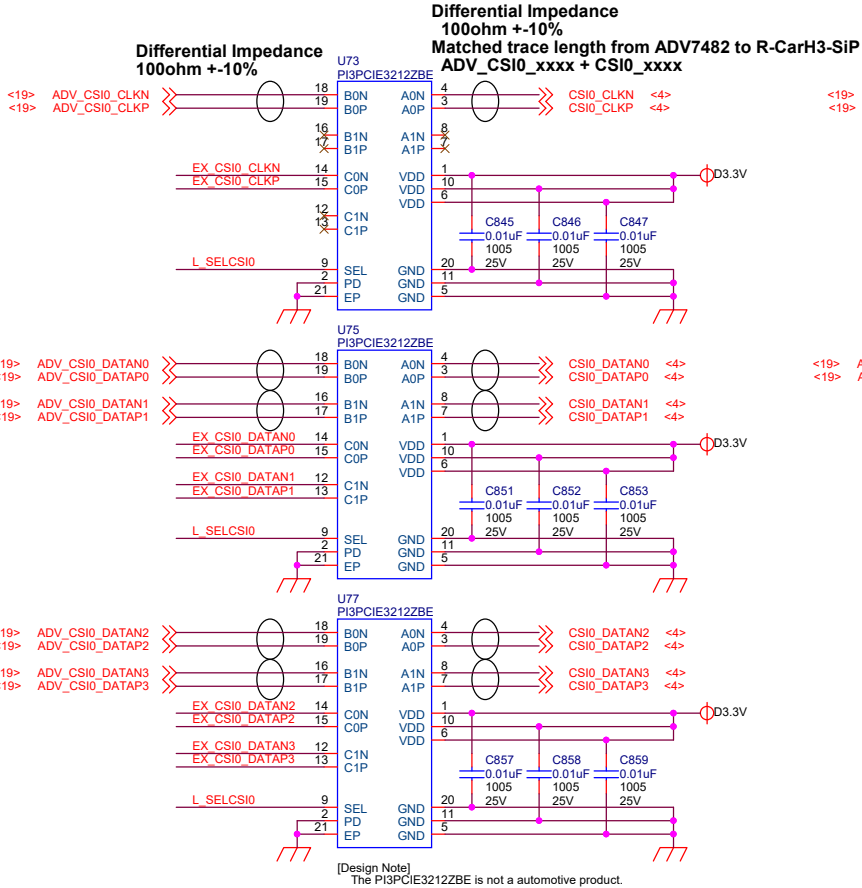 Differential Impedance
100ohm +-10%
Matched trace length from ADV7482 to R-CarH3-SiP
ADV_CSI0_xxxx + CSI0_xxxx
Differential Impedance
100ohm +-10%
U73
PI3PCIE3212ZBE
<19> ADV_CSI0_CLKN 18 B0N A0N 4 CSI0_CLKN <4> <19>
<19> ADV_CSI0_CLKP 19 B0P A0P 3 CSI0_CLKP <4> <19>
16 B1N A1N 8
17 B1P A1P 7
EX_CSI0_CLKN 14 C0N VDD 1 D3.3V
EX_CSI0_CLKP 15 C0P VDD 10
VDD 6
12 C1N
13 C1P
C845 C846 C847
0.01uF 0.01uF 0.01uF
1005 1005 1005
25V 25V 25V
L_SELCSI0 9 SEL GND 20
2 PD GND 11
21 EP GND 5
U75
PI3PCIE3212ZBE
19> ADV_CSI0_DATAN0 18 B0N A0N 4 CSI0_DATAN0 <4> <19> A
19> ADV_CSI0_DATAP0 19 B0P A0P 3 CSI0_DATAP0 <4> <19> A
19> ADV_CSI0_DATAN1 16 B1N A1N 8 CSI0_DATAN1 <4>
19> ADV_CSI0_DATAP1 17 B1P A1P 7 CSI0_DATAP1 <4>
EX_CSI0_DATAN0 14 C0N VDD 1 D3.3V
EX_CSI0_DATAP0 15 C0P VDD 10
VDD 6
EX_CSI0_DATAN1 12 C1N
EX_CSI0_DATAP1 13 C1P
C851 C852 C853
0.01uF 0.01uF 0.01uF
1005 1005 1005
25V 25V 25V
L_SELCSI0 9 SEL GND 20
2 PD GND 11
21 EP GND 5
U77
PI3PCIE3212ZBE
19> ADV_CSI0_DATAN2 18 B0N A0N 4 CSI0_DATAN2 <4>
19> ADV_CSI0_DATAP2 19 B0P A0P 3 CSI0_DATAP2 <4>
19> ADV_CSI0_DATAN3 16 B1N A1N 8 CSI0_DATAN3 <4>
19> ADV_CSI0_DATAP3 17 B1P A1P 7 CSI0_DATAP3 <4>
EX_CSI0_DATAN2 14 C0N VDD 1 D3.3V
EX_CSI0_DATAP2 15 C0P VDD 10
VDD 6
EX_CSI0_DATAN3 12 C1N
EX_CSI0_DATAP3 13 C1P
C857 C858 C859
0.01uF 0.01uF 0.01uF
1005 1005 1005
25V 25V 25V
L_SELCSI0 9 SEL GND 20
2 PD GND 11
21 EP GND 5
[Design Note]
The PI3PCIE3212ZBE is not a automotive product.